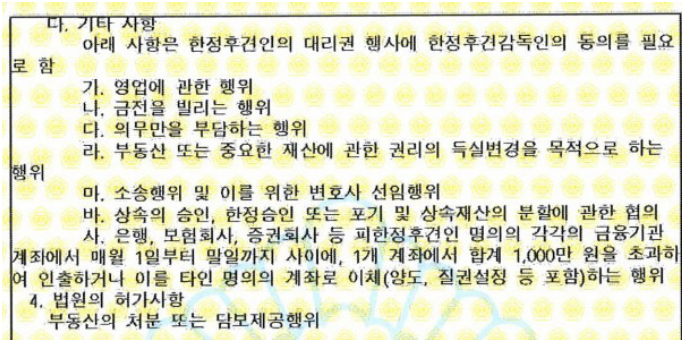 다. 기타 사항
아래 사항은 한정후견인의 대리권 행사에 한정후견감독인의 동의를 필요
로 함
가. 영업에 관한 행위
나. 금전을 빌리는 행위
다. 의무만을 부담하는 행위
라. 부동산 또는 중요한 재산에 관한 권리의 득실변경을 목적으로 하는
행위
마. 소송행위 및 이를 위한 변호사 선임행위
바. 상속의 승인, 한정승인 또는 포기 및 상속재산의 분할에 관한 협의
사. 은행, 보험회사, 증권회사 등 피한정후견인 명의의 각각의 금융기관
계좌에서 매월 1일부터 말일까지 사이에, 1개 계좌에서 합계 1,000만 원을 초과하
여 인출하거나 이를 타인 명의의 계좌로 이체(양도, 질권설정 등 포함)하는 행위
4. 법원의 허가사항
부동산의 처분 또는 담보제공행위